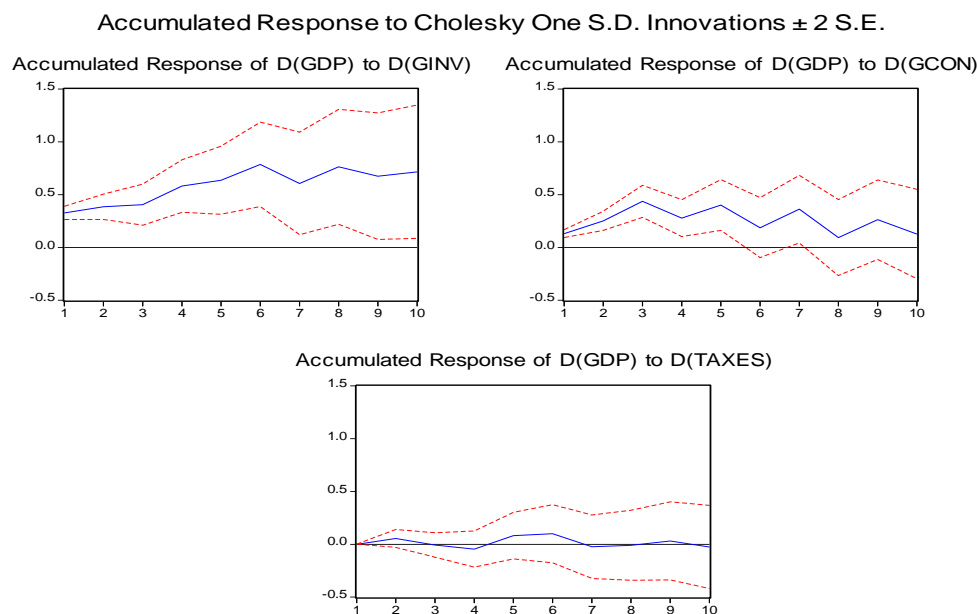 Accumulated Response to Cholesky One S.D. Innovations ± 2 S.E.
Accumulated Response of D(GDP) to D(GINV)
1.5
1.0
0.5
0.0
-0.5
1 2 3 4 5 6 7 8 9 10
Accumulated Response of D(GDP) to D(GCON)
1.5
1.0
0.5
0.0
-0.5
1 2 3 4 5 6 7 8 9 10
Accumulated Response of D(GDP) to D(TAXES)
1.5
1.0
0.5
0.0
-0.5
1 2 3 4 5 6 7 8 9 10